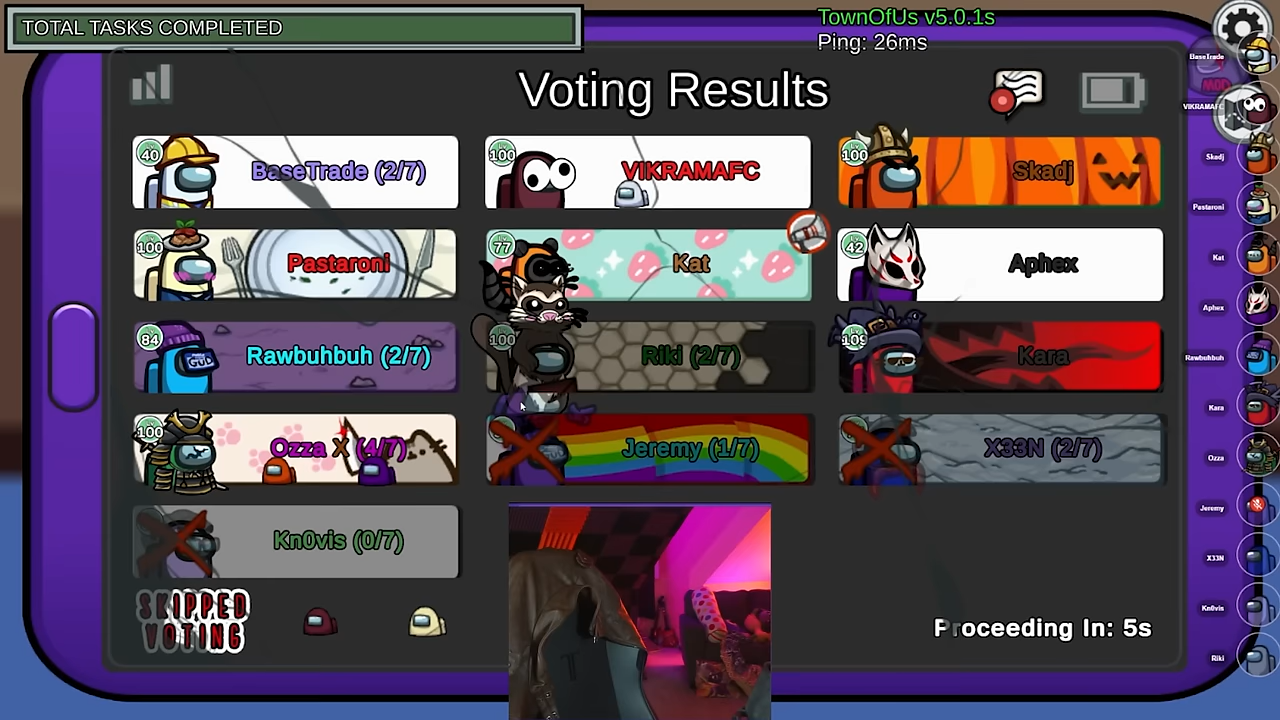 TOTAL TASKS COMPLETED
TownOfUs v5.0.1s
Ping: 26ms
Voting Results
40
BaseTrade (2/7)
100
VIKRAMAFC
100
Skadj
100
Pastaroni
77
Kat
42
Aphex
84
Rawbuhbuh (2/7)
100
Riki (2/7)
109
Kara
100
Ozza X (4/7)
Jeremy (1/7)
X33N (2/7)
Kn0vis (0/7)
SKIPPED
VOTING
Proceeding In: 5s
BaseTrade
MOD
VIKRAMAFC
Skadj
Pastaroni
Kat
Aphex
Rawbuhbuh
Kara
Ozza
Jeremy
X33N
Kn0vis
Riki